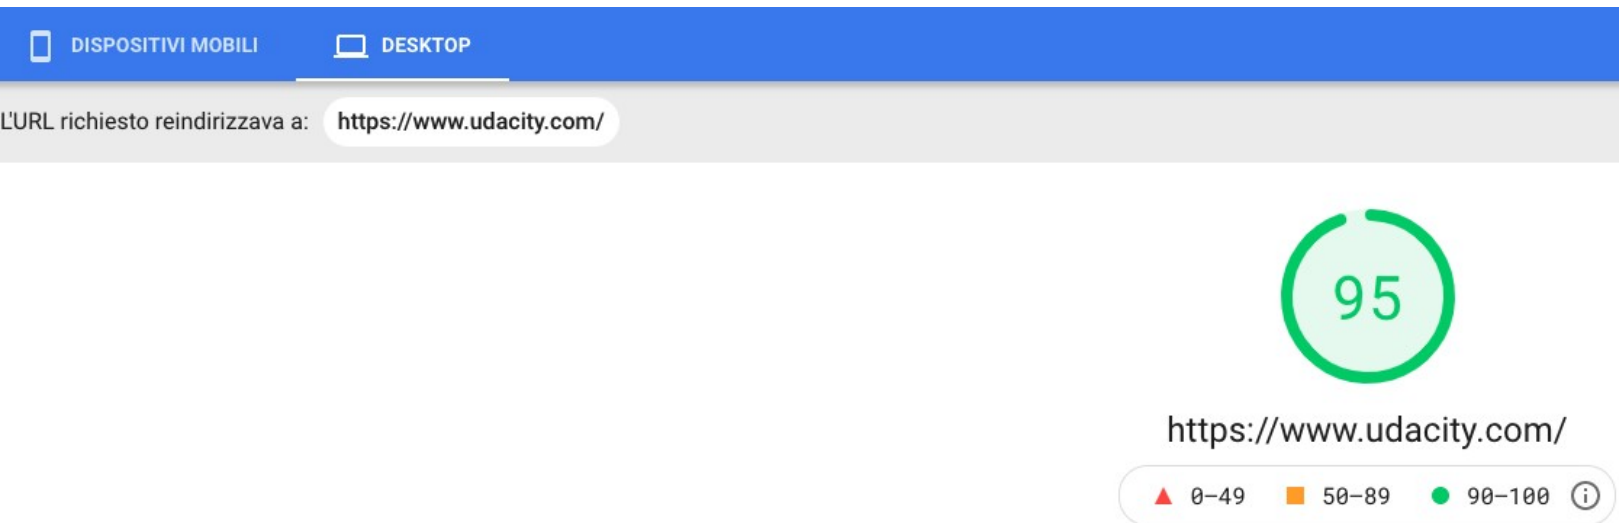 DISPOSITIVI MOBILI DESKTOP
L'URL richiesto reindirizzava a: https://www.udacity.com/
95
https://www.udacity.com/
0–49 50–89 90–100